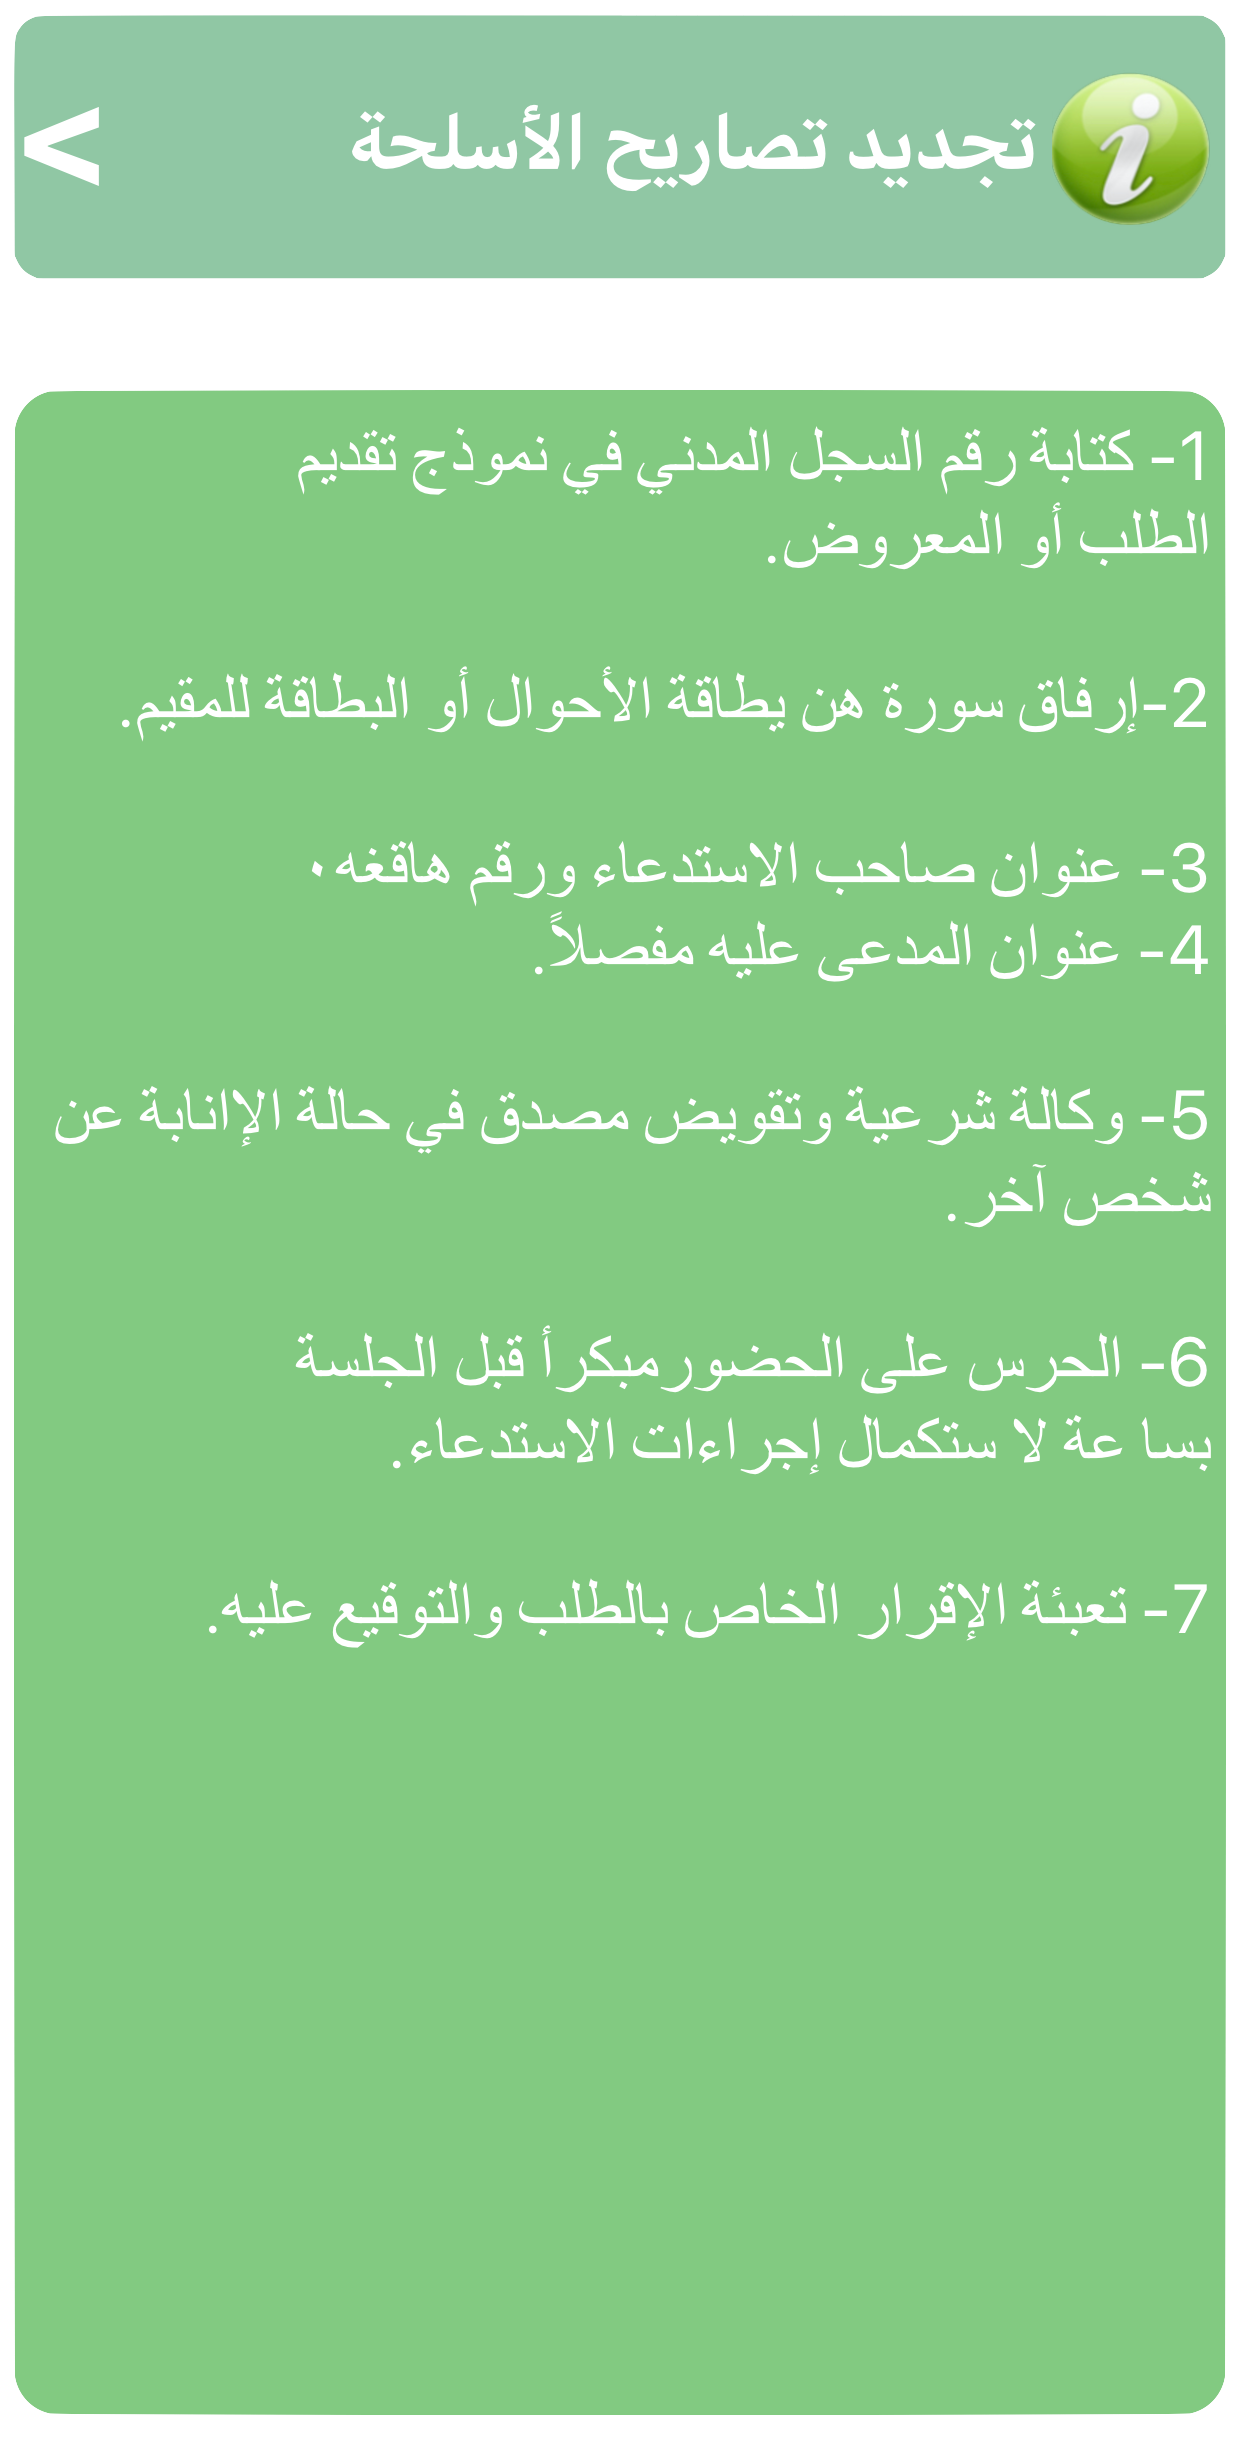 تجديد تصاريح الأسلحة <
1- كتابة رقم السجل المدني في نموذج تقديم
الطلب أو المعروض.
2-إرفاق سورة هن يطاقة الأحوال أو البطاقة للمقيم.
3- عنوان صاحب الاستدعاء ورقم هاقغه.
4- عنوان المدعى عليه مفصلاً.
5- وكالة شرعية وتقويض مصدق في حالة الإانابة عن
شخص آخر.
6- الحرس على الحضورمبكرأ قبل الجلسة
بسا عة لاستكمال إجراءات الاستدعاء.
7- تعبئة الإقرار الخاص بالطلب والتوقيع عليه.